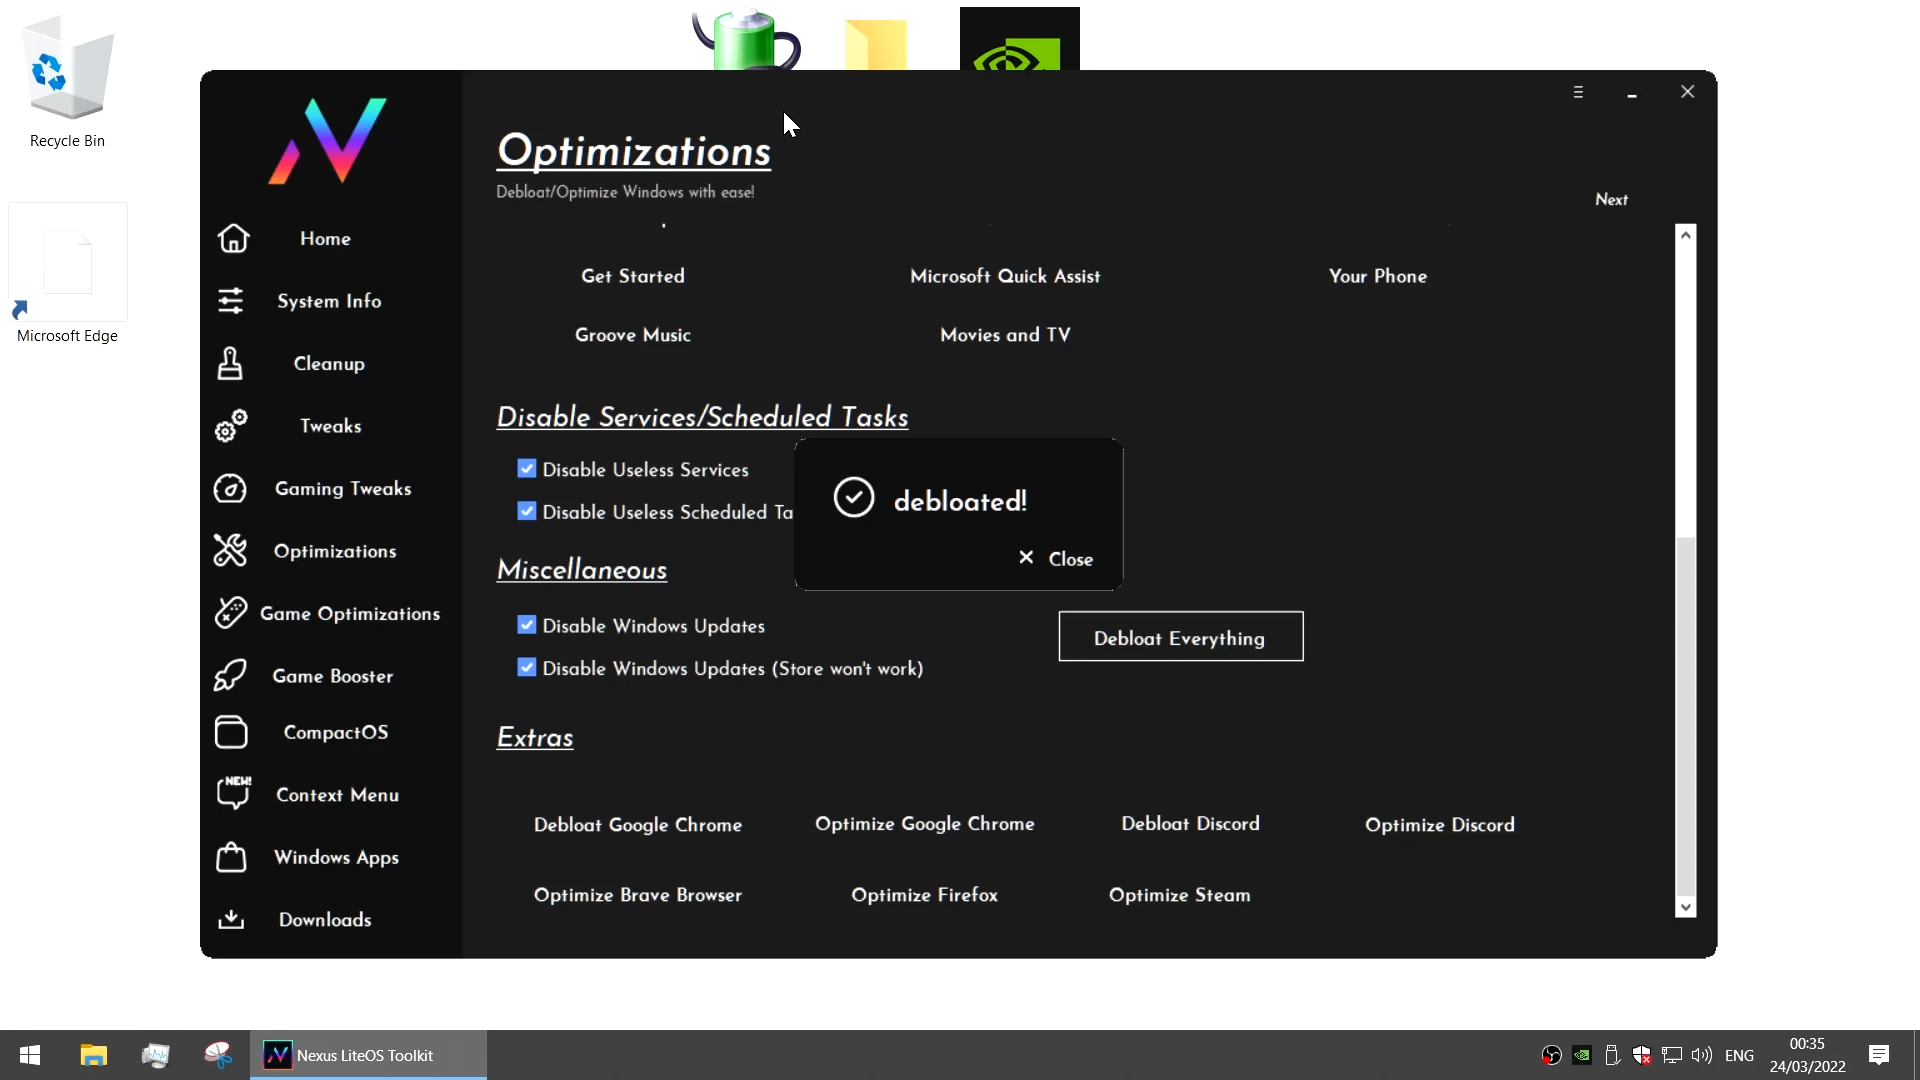 Recycle Bin
Microsoft Edge
Optimizations
Debloat/Optimize Windows with ease!
Next
Home
System Info
Cleanup
Tweaks
Gaming Tweaks
Optimizations
Game Optimizations
Game Booster
CompactOS
NEW!
Context Menu
Windows Apps
Downloads
Get Started
Microsoft Quick Assist
Your Phone
Groove Music
Movies and TV
Disable Services/Scheduled Tasks
Disable Useless Services
Disable Useless Scheduled Ta
debloated!
Close
Miscellaneous
Disable Windows Updates
Disable Windows Updates (Store won't work)
Debloat Everything
Extras
Debloat Google Chrome
Optimize Google Chrome
Debloat Discord
Optimize Discord
Optimize Brave Browser
Optimize Firefox
Optimize Steam
Nexus LiteOS Toolkit
ENG
00:35
24/03/2022